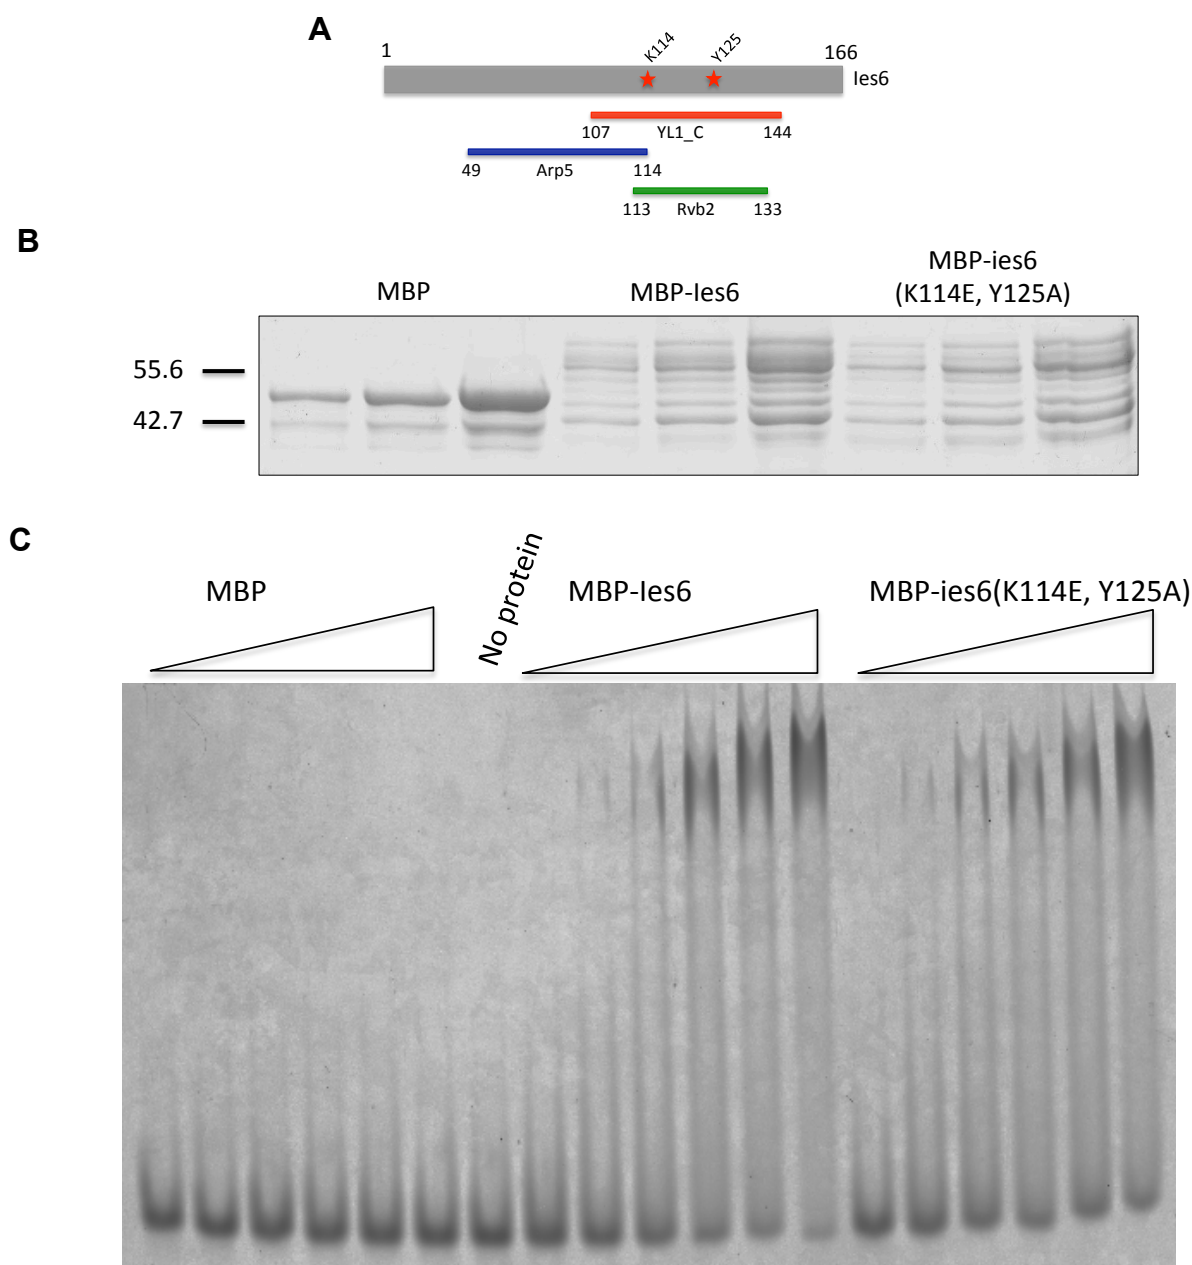 A
1
K114
Y125
166
Ies6
107 YL1_C 144
49 Arp5 114
113 Rvb2 133
B
MBP
MBP-Ies6
MBP-ies6
(K114E, Y125A)
55.6
42.7
C
MBP
No protein
MBP-Ies6
MBP-ies6(K114E, Y125A)